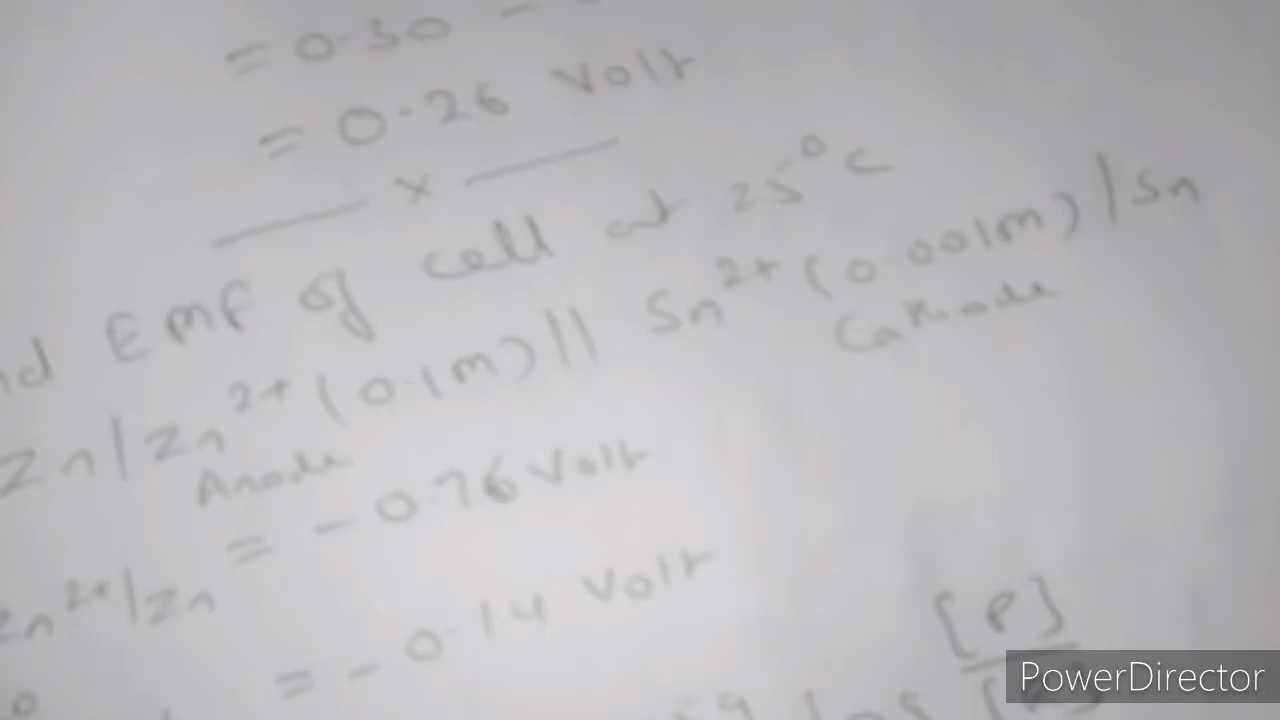 = 0.30 -
= 0.26 Volt
x
nd EMF of cell at 25°C
Zn|Zn2+ (0.1m)|| Sn2+ (0.001m)|Sn
Anode Cathode
Zn2+|Zn = -0.76 Volt
= -0.14 Volt
[P]
PowerDirector